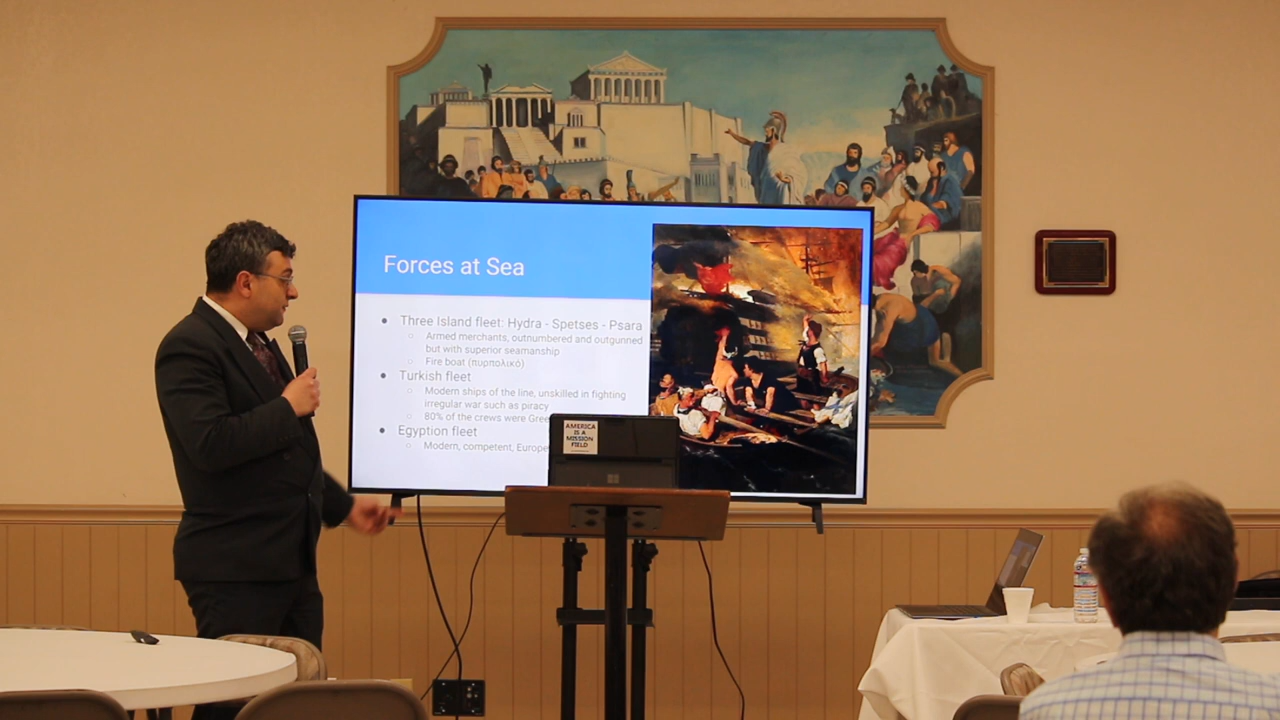 Forces at Sea
Three Island fleet: Hydra - Spetses - Psara
Armed merchants, outnumbered and outgunned
but with superior seamanship
Fire boat (πυρπολικό)
Turkish fleet
Modern ships of the line, unskilled in fighting
irregular war such as piracy
80% of the crews were
Egyption fleet
Modern, competent,
AMERICA
IS A
MISSION
FIELD